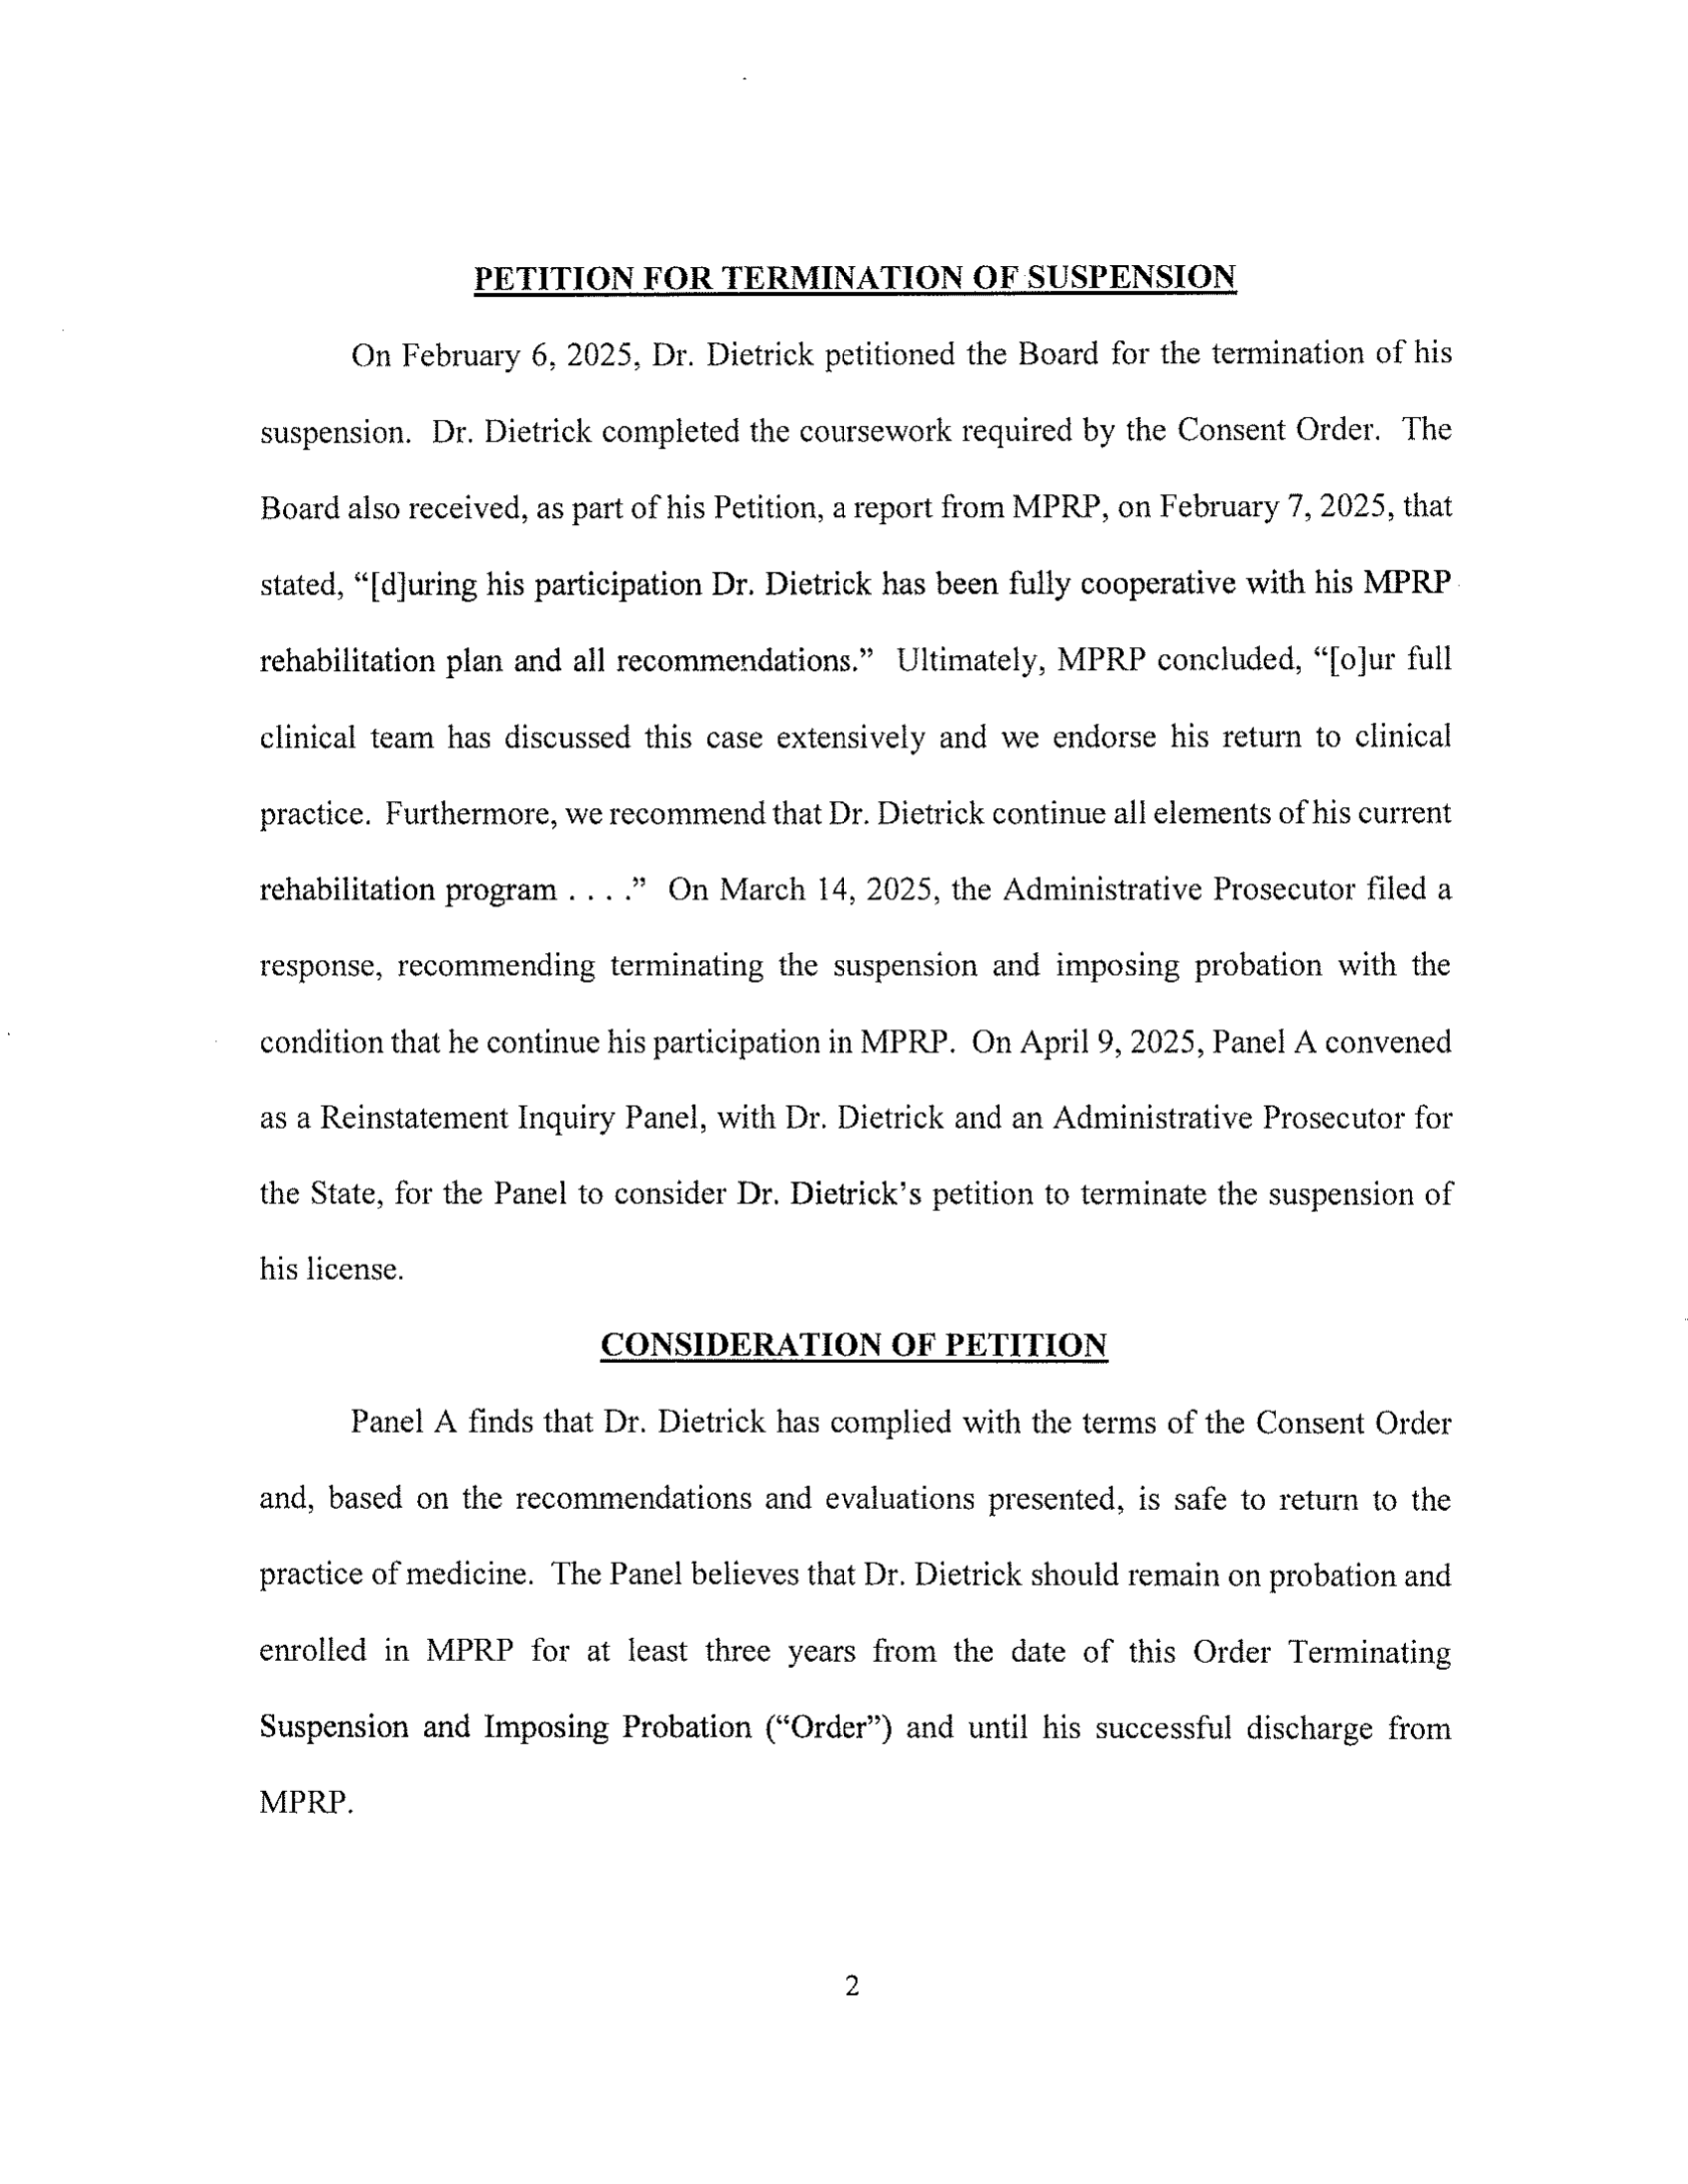 PETITION FOR TERMINATION OF SUSPENSION
On February 6, 2025, Dr. Dietrick petitioned the Board for the termination of his
suspension. Dr. Dietrick completed the coursework required by the Consent Order. The
Board also received, as part of his Petition, a report from MPRP, on February 7, 2025, that
stated, “[d]uring his participation Dr. Dietrick has been fully cooperative with his MPRP
rehabilitation plan and all recommendations.” Ultimately, MPRP concluded, “[o]ur full
clinical team has discussed this case extensively and we endorse his return to clinical
practice. Furthermore, we recommend that Dr. Dietrick continue all elements of his current
rehabilitation program . . . .” On March 14, 2025, the Administrative Prosecutor filed a
response, recommending terminating the suspension and imposing probation with the
condition that he continue his participation in MPRP. On April 9, 2025, Panel A convened
as a Reinstatement Inquiry Panel, with Dr. Dietrick and an Administrative Prosecutor for
the State, for the Panel to consider Dr. Dietrick’s petition to terminate the suspension of
his license.
CONSIDERATION OF PETITION
Panel A finds that Dr. Dietrick has complied with the terms of the Consent Order
and, based on the recommendations and evaluations presented, is safe to return to the
practice of medicine. The Panel believes that Dr. Dietrick should remain on probation and
enrolled in MPRP for at least three years from the date of this Order Terminating
Suspension and Imposing Probation (“Order”) and until his successful discharge from
MPRP.
2